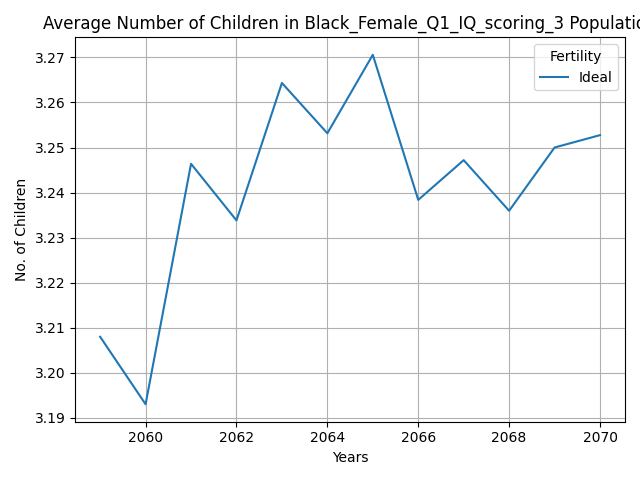 Average Number of Children in Black_Female_Q1_IQ_scoring_3 Populatio
Fertility
Ideal
3.27
3.26
3.25
3.24
3.23
3.22
3.21
3.20
3.19
No. of Children
2060 2062 2064 2066 2068 2070
Years